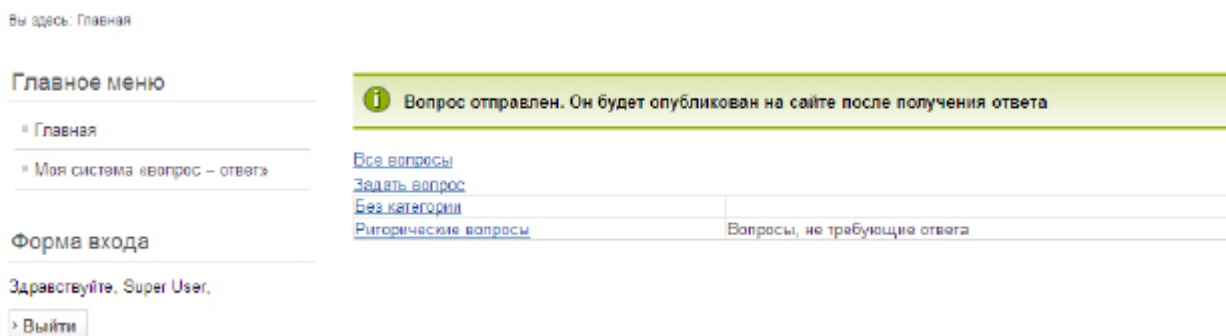 Вы здесь: Главная
Главное меню
Главная
Моя система «вопрос – ответ»
Форма входа
Здравствуйте, Super User,
Выйти
Вопрос отправлен. Он будет опубликован на сайте после получения ответа
Все вопросы
Задать вопрос
Без категории
Риторические вопросы Вопросы, не требующие ответа